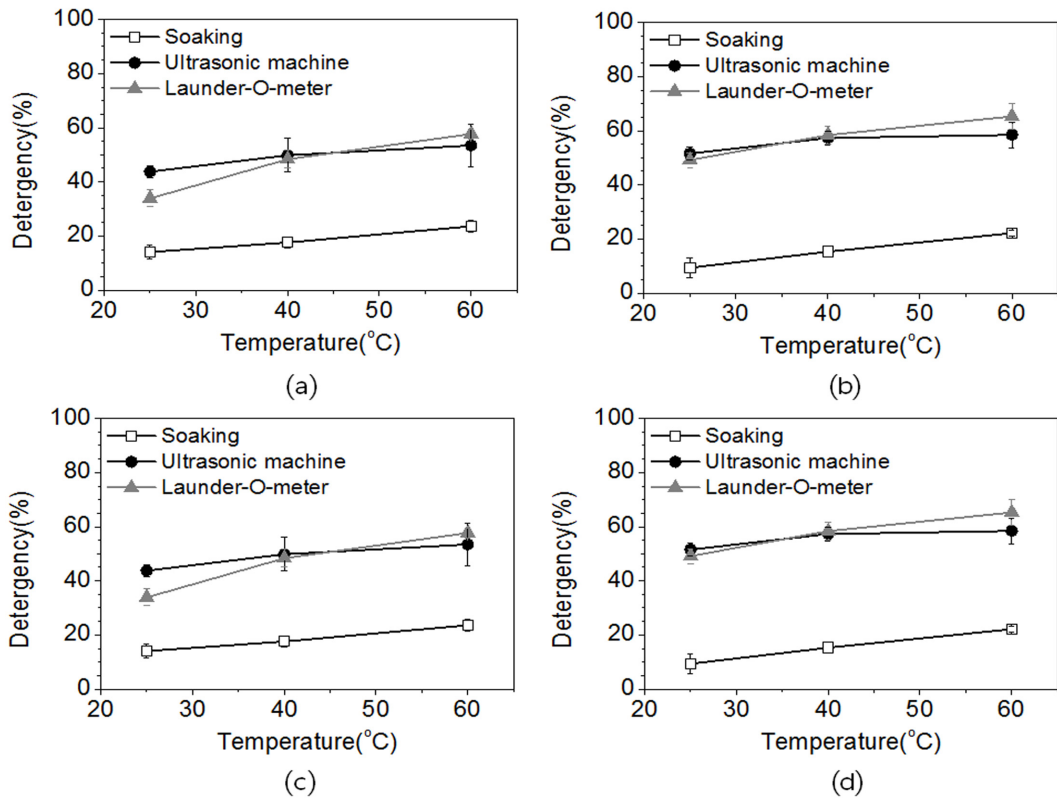 100
80
60
40
20
0
Detergency(%)
Soaking
Ultrasonic machine
Launder-O-meter
20 30 40 50 60
Temperature(°C)
(a)
100
80
60
40
20
0
Detergency(%)
Soaking
Ultrasonic machine
Launder-O-meter
20 30 40 50 60
Temperature(°C)
(b)
100
80
60
40
20
0
Detergency(%)
Soaking
Ultrasonic machine
Launder-O-meter
20 30 40 50 60
Temperature(°C)
(c)
100
80
60
40
20
0
Detergency(%)
Soaking
Ultrasonic machine
Launder-O-meter
20 30 40 50 60
Temperature(°C)
(d)